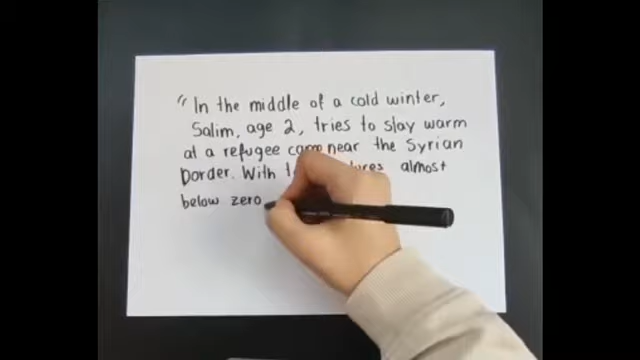 "In the middle of a cold winter,
Salim, age 2, tries to stay warm
at a refugee camp near the Syrian
border. With almost
below zero